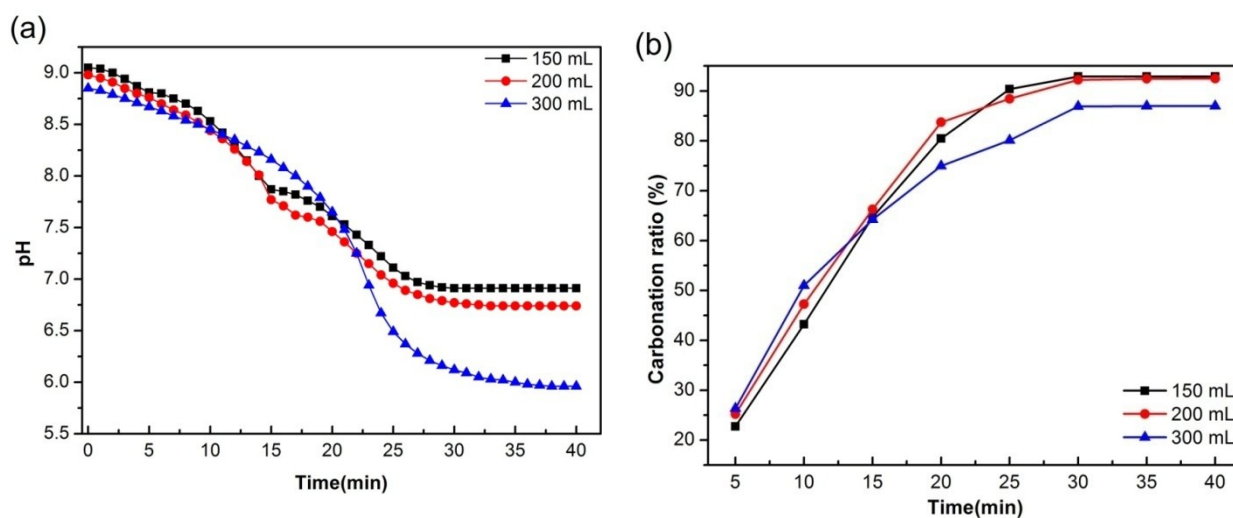 (a)
150 mL
200 mL
300 mL
9.0
8.5
8.0
7.5
7.0
6.5
6.0
5.5
pH
0 5 10 15 20 25 30 35 40
Time(min)
(b)
90
80
70
60
50
40
30
20
Carbonation ratio (%)
150 mL
200 mL
300 mL
5 10 15 20 25 30 35 40
Time(min)